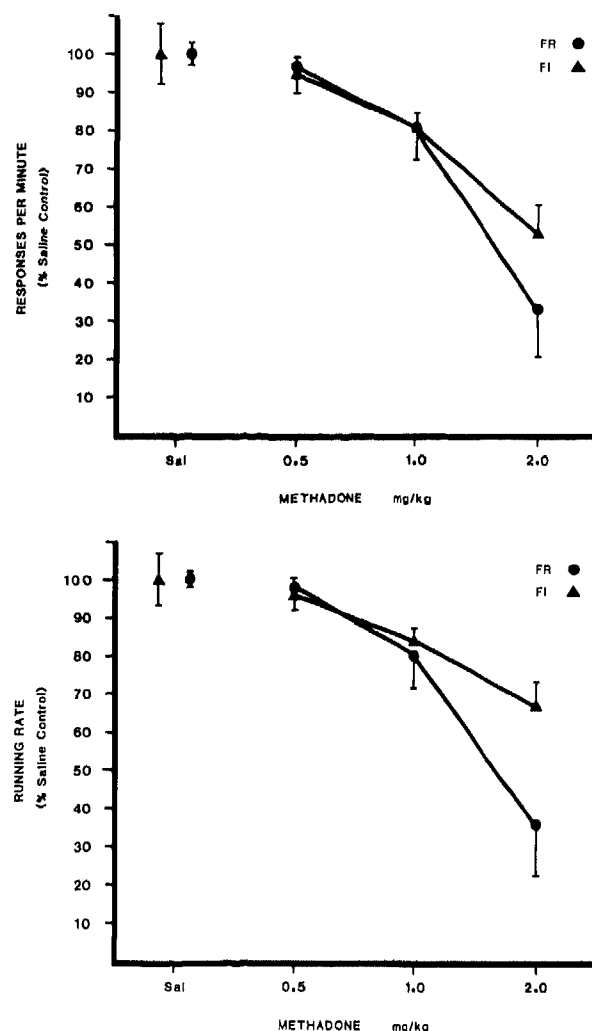 FR ●
FI ▲
RESPONSES PER MINUTE
(% Saline Control)
100
90
80
70
60
50
40
30
20
10
Sal 0.5 1.0 2.0
METHADONE mg/kg
FR ●
FI ▲
RUNNING RATE
(% Saline Control)
100
90
80
70
60
50
40
30
20
10
Sal 0.5 1.0 2.0
METHADONE mg/kg